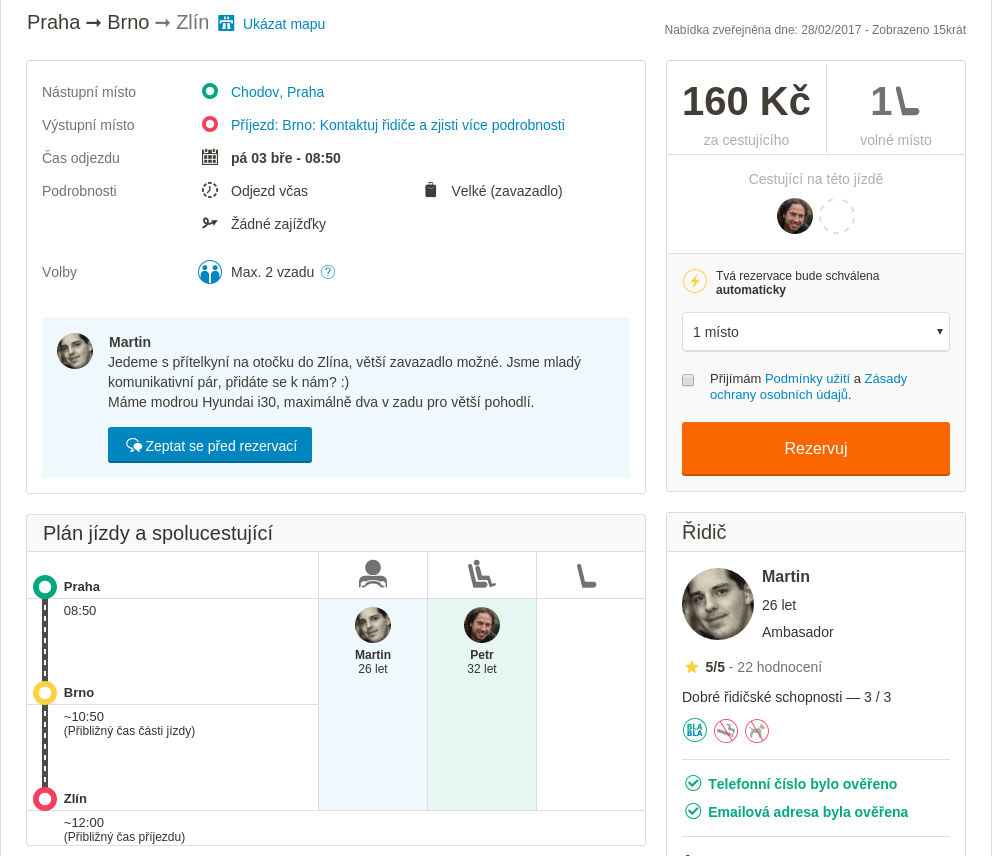 Praha → Brno → Zlín Ukázat mapu
Nabídka zveřejněna dne: 28/02/2017 - Zobrazeno 15krát
Nástupní místo Chodov, Praha
Výstupní místo Příjezd: Brno: Kontaktuj řidiče a zjisti více podrobnosti
Čas odjezdu pá 03 bře - 08:50
Podrobnosti Odjezd včas Velké (zavazadlo)
Žádné zajížďky
Volby Max. 2 vzadu ?
Martin
Jedeme s přítelkyní na otočku do Zlína, větší zavazadlo možné. Jsme mladý
komunikativní pár, přidáte se k nám? :)
Máme modrou Hyundai i30, maximálně dva v zadu pro větší pohodlí.
Zeptat se před rezervací
160 Kč
za cestujícího
1
volné místo
Cestující na této jízdě
Tvá rezervace bude schválena
automaticky
1 místo
Přijímám Podmínky užití a Zásady
ochrany osobních údajů.
Rezervuj
Plán jízdy a spolucestující
Praha
08:50
Martin
26 let
Petr
32 let
Brno
~10:50
(Přibližný čas části jízdy)
Zlín
~12:00
(Přibližný čas příjezdu)
Řidič
Martin
26 let
Ambasador
5/5 - 22 hodnocení
Dobré řidičské schopnosti — 3 / 3
BLA
BLA
Telefonní číslo bylo ověřeno
Emailová adresa byla ověřena